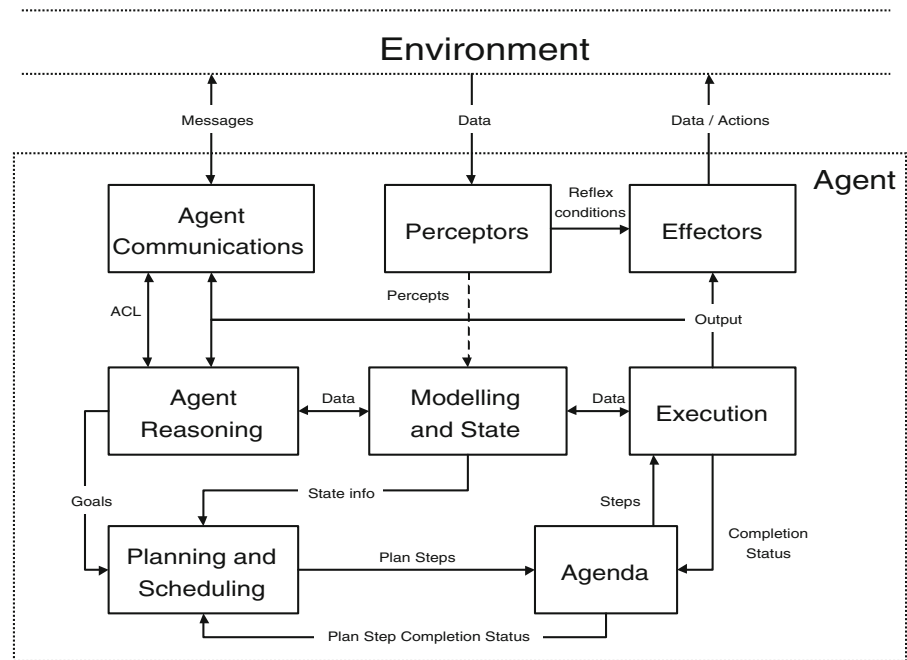 Environment
Messages
Data
Data / Actions
Agent
Agent
Communications
Perceptors
Reflex
conditions
Effectors
ACL
Percepts
Output
Agent
Reasoning
Data
Modelling
and State
Data
Execution
Goals
State info
Steps
Completion
Status
Planning and
Scheduling
Plan Steps
Agenda
Plan Step Completion Status